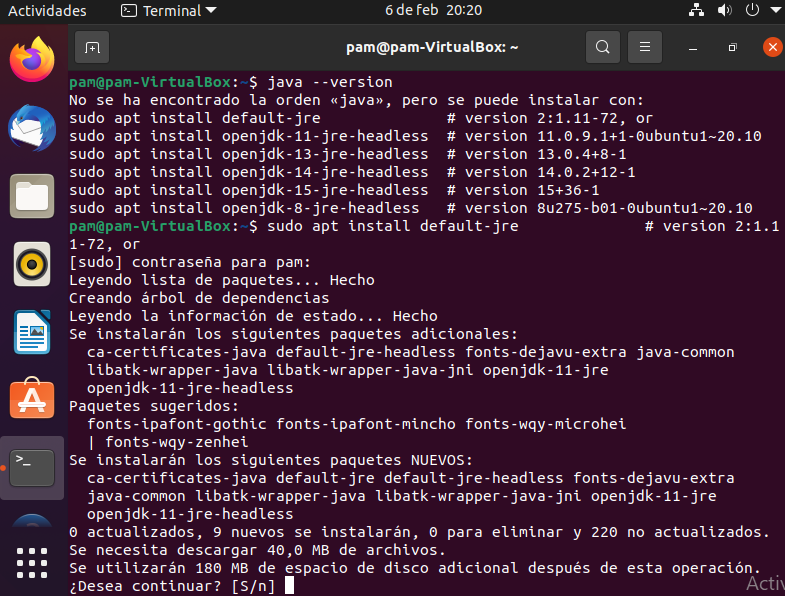 Actividades Terminal 6 de feb 20:20
pam@pam-VirtualBox: ~
pam@pam-VirtualBox:~$ java --version
No se ha encontrado la orden «java», pero se puede instalar con:
sudo apt install default-jre              # version 2:1.11-72, or
sudo apt install openjdk-11-jre-headless  # version 11.0.9.1+1-0ubuntu1~20.10
sudo apt install openjdk-13-jre-headless  # version 13.0.4+8-1
sudo apt install openjdk-14-jre-headless  # version 14.0.2+12-1
sudo apt install openjdk-15-jre-headless  # version 15+36-1
sudo apt install openjdk-8-jre-headless   # version 8u275-b01-0ubuntu1~20.10
pam@pam-VirtualBox:~$ sudo apt install default-jre              # version 2:1.1
1-72, or
[sudo] contraseña para pam:
Leyendo lista de paquetes... Hecho
Creando árbol de dependencias
Leyendo la información de estado... Hecho
Se instalarán los siguientes paquetes adicionales:
  ca-certificates-java default-jre-headless fonts-dejavu-extra java-common
  libatk-wrapper-java libatk-wrapper-java-jni openjdk-11-jre
  openjdk-11-jre-headless
Paquetes sugeridos:
  fonts-ipafont-gothic fonts-ipafont-mincho fonts-wqy-microhei
  | fonts-wqy-zenhei
Se instalarán los siguientes paquetes NUEVOS:
  ca-certificates-java default-jre default-jre-headless fonts-dejavu-extra
  java-common libatk-wrapper-java libatk-wrapper-java-jni openjdk-11-jre
  openjdk-11-jre-headless
0 actualizados, 9 nuevos se instalarán, 0 para eliminar y 220 no actualizados.
Se necesita descargar 40,0 MB de archivos.
Se utilizarán 180 MB de espacio de disco adicional después de esta operación.
¿Desea continuar? [S/n]
Activ